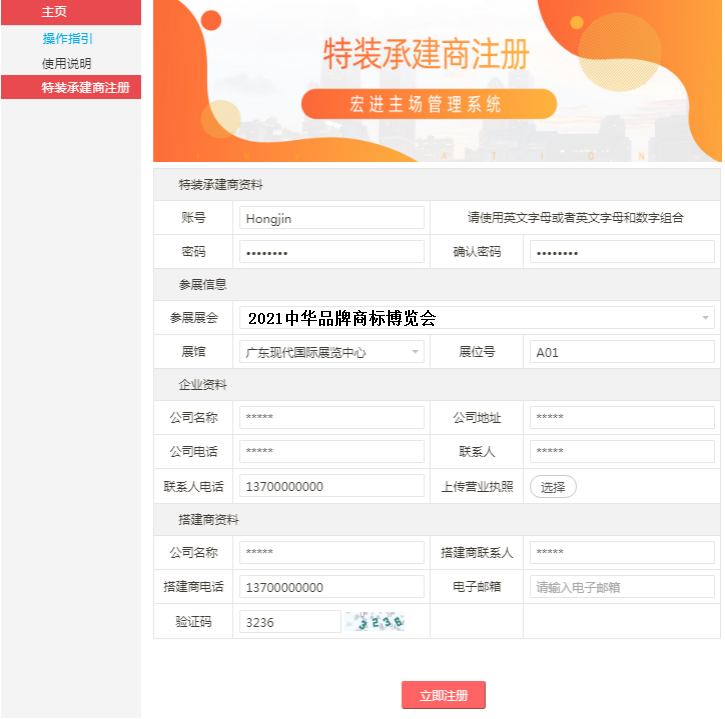 主页
操作指引
使用说明
特装承建商注册
特装承建商注册
宏进主场管理系统
特装承建商资料
账号 Hongjin 请使用英文字母或者英文字母和数字组合
密码 •••••••• 确认密码 ••••••••
参展信息
参展展会 2021中华品牌商标博览会
展馆 广东现代国际展览中心 展位号 A01
企业资料
公司名称 ***** 公司地址 *****
公司电话 ***** 联系人 *****
联系人电话 13700000000 上传营业执照 选择
搭建商资料
公司名称 ***** 搭建商联系人 *****
搭建商电话 13700000000 电子邮箱 请输入电子邮箱
验证码 3236 3236
立即注册